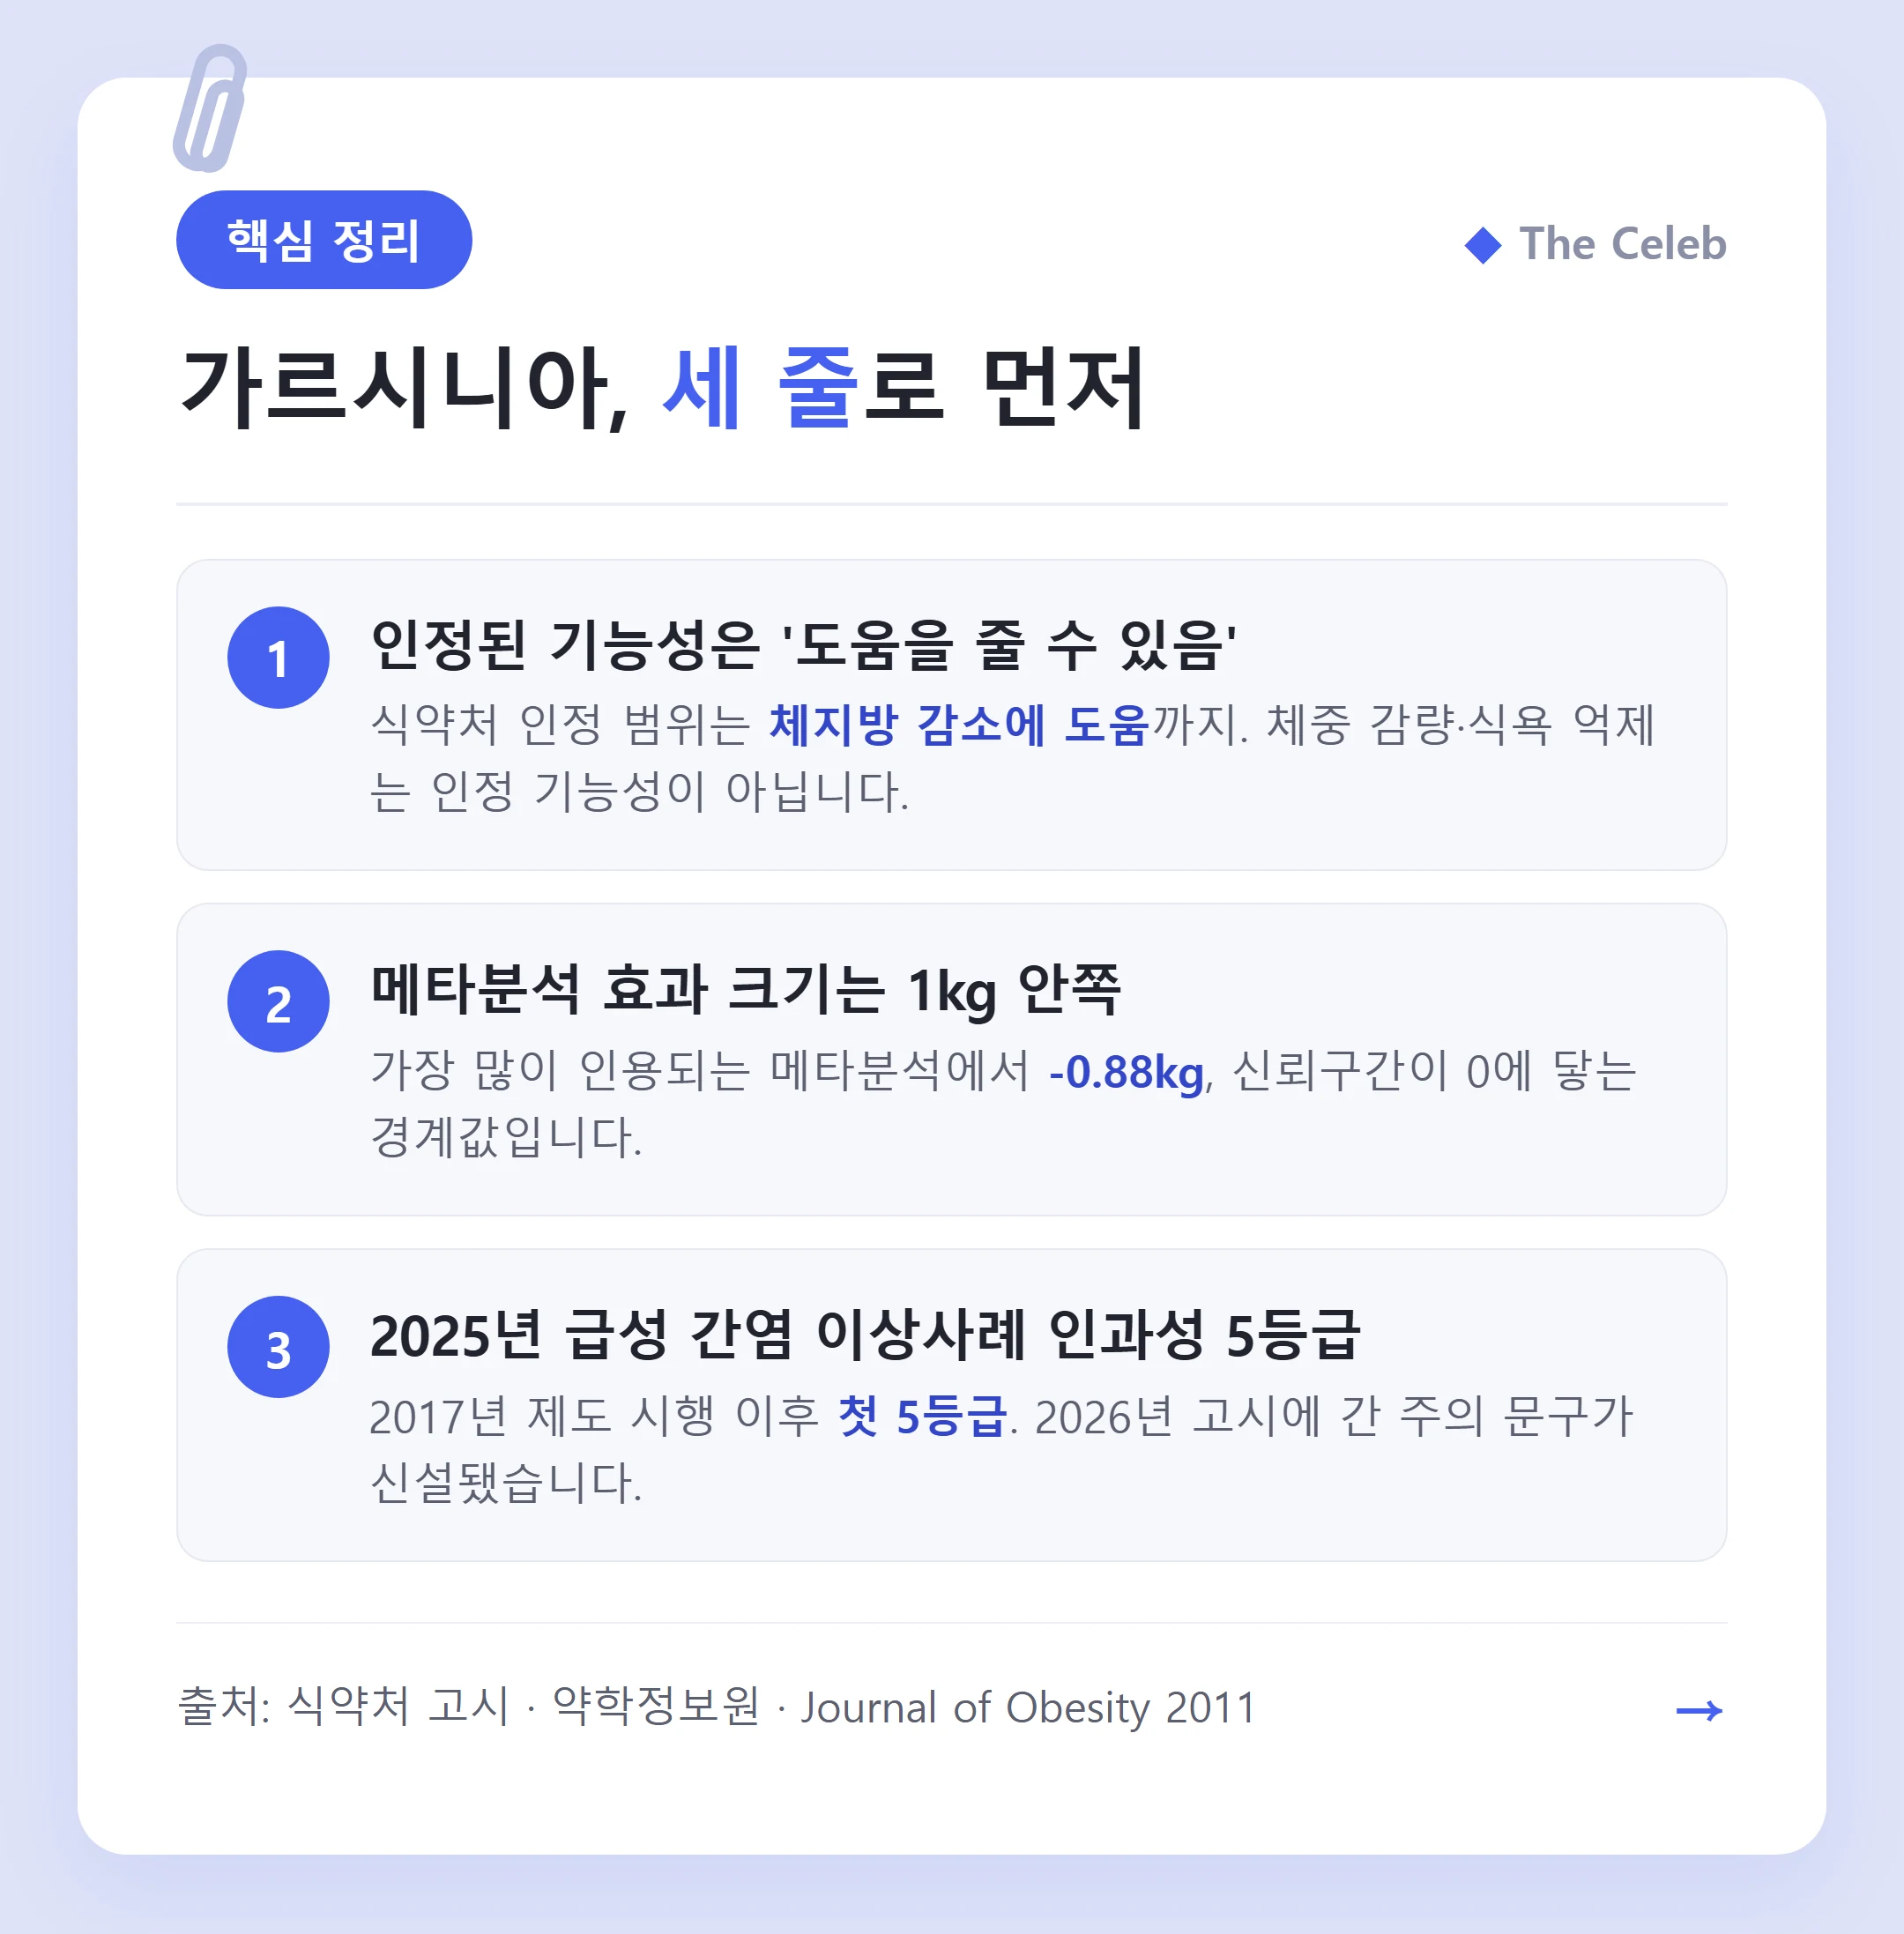 핵심 정리
◆ The Celeb
가르시니아, 세 줄로 먼저
1
인정된 기능성은 '도움을 줄 수 있음'
식약처 인정 범위는 체지방 감소에 도움까지. 체중 감량·식욕 억제
는 인정 기능성이 아닙니다.
2
메타분석 효과 크기는 1kg 안쪽
가장 많이 인용되는 메타분석에서 -0.88kg, 신뢰구간이 0에 닿는
경계값입니다.
3
2025년 급성 간염 이상사례 인과성 5등급
2017년 제도 시행 이후 첫 5등급. 2026년 고시에 간 주의 문구가
신설됐습니다.
출처: 식약처 고시 · 약학정보원 · Journal of Obesity 2011
→